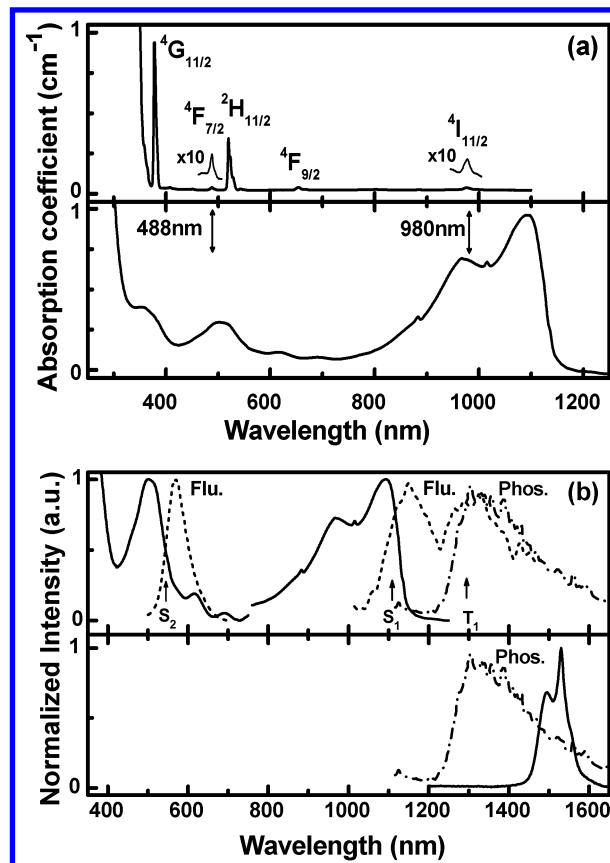 (a)
1
⁴G₁₁/₂
⁴F₇/₂
²H₁₁/₂
⁴I₁₁/₂
x10
x10
⁴F₉/₂
0
1
488nm
980nm
0
Absorption coefficient (cm⁻¹)
400 600 800 1000 1200
Wavelength (nm)
(b)
1
Flu.
Flu.
Phos.
S₂
S₁
T₁
0
1
Phos.
0
Normalized Intensity (a.u.)
400 600 800 1000 1200 1400 1600
Wavelength (nm)